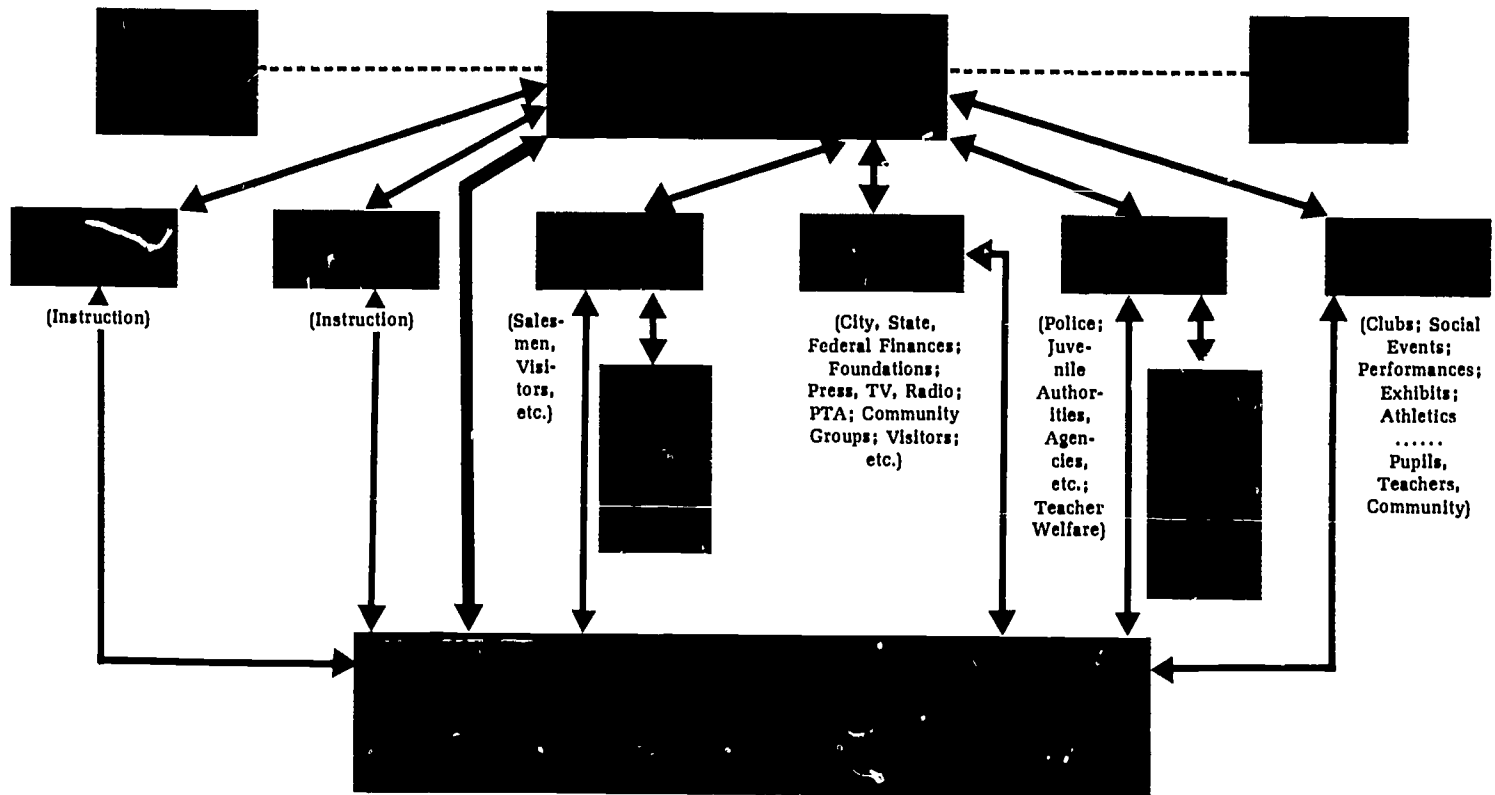 (Instruction)
(Instruction)
(Sales-
men,
Visi-
tors,
etc.)
(City, State,
Federal Finances;
Foundations;
Press, TV, Radio;
PTA; Community
Groups; Visitors;
etc.)
(Police;
Juve-
nile
Author-
ities,
Agen-
cies,
etc.;
Teacher
Welfare)
(Clubs; Social
Events;
Performances;
Exhibits;
Athletics
......
Pupils,
Teachers,
Community)